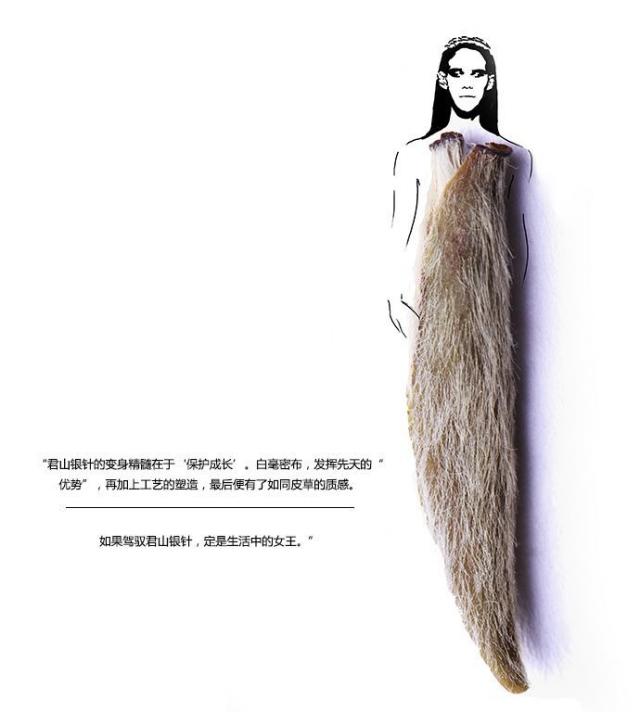 “君山银针的变身精髓在于‘保护成长’。白毫密布，发挥先天的“
优势”，再加上工艺的塑造，最后便有了如同皮草的质感。
如果驾驭君山银针，定是生活中的女王。”